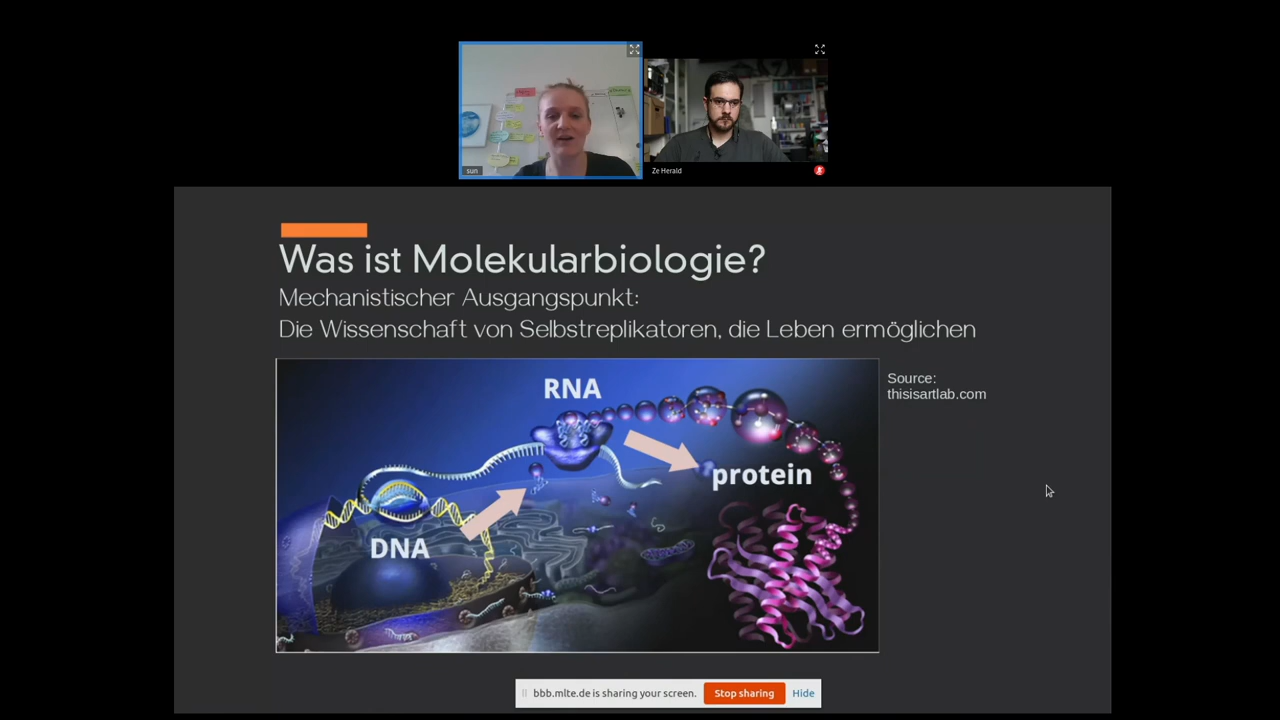 sun
Ze Herald
Was ist Molekularbiologie?
Mechanistischer Ausgangspunkt:
Die Wissenschaft von Selbstreplikatoren, die Leben ermöglichen
RNA
protein
DNA
Source:
thisisartlab.com
bbb.mlte.de is sharing your screen.
Stop sharing
Hide